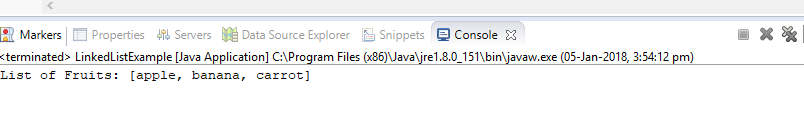 Markers Properties Servers Data Source Explorer Snippets Console
<terminated> LinkedListExample [Java Application] C:\Program Files (x86)\Java\jre1.8.0_151\bin\javaw.exe (05-Jan-2018, 3:54:12 pm)
List of Fruits: [apple, banana, carrot]